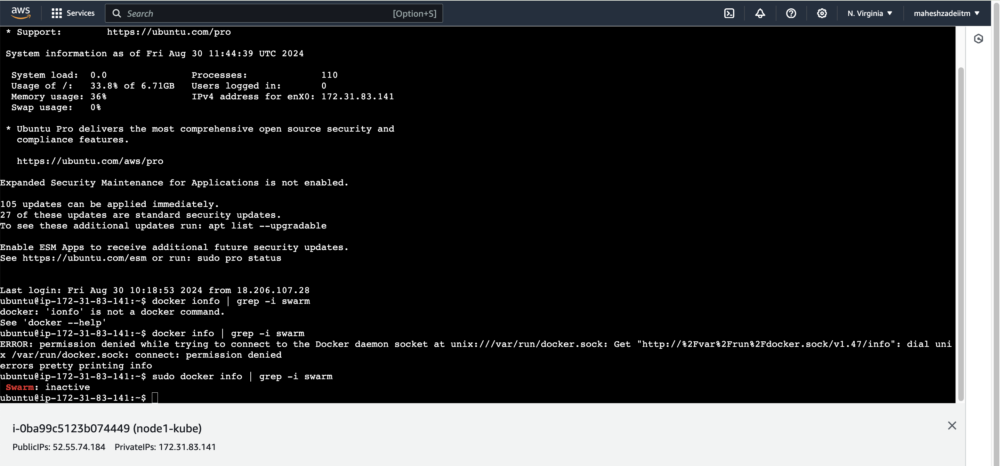 aws Services Search [Option+S] N. Virginia maheshzadeiitm
* Support: https://ubuntu.com/pro
System information as of Fri Aug 30 11:44:39 UTC 2024
System load: 0.0 Processes: 110
Usage of /: 33.8% of 6.71GB Users logged in: 0
Memory usage: 36% IPv4 address for enX0: 172.31.83.141
Swap usage: 0%
* Ubuntu Pro delivers the most comprehensive open source security and
compliance features.
https://ubuntu.com/aws/pro
Expanded Security Maintenance for Applications is not enabled.
105 updates can be applied immediately.
27 of these updates are standard security updates.
To see these additional updates run: apt list --upgradable
Enable ESM Apps to receive additional future security updates.
See https://ubuntu.com/esm or run: sudo pro status
Last login: Fri Aug 30 10:18:53 2024 from 18.206.107.28
ubuntu@ip-172-31-83-141:~$ docker ionfo | grep -i swarm
docker: 'ionfo' is not a docker command.
See 'docker --help'
ubuntu@ip-172-31-83-141:~$ docker info | grep -i swarm
ERROR: permission denied while trying to connect to the Docker daemon socket at unix:///var/run/docker.sock: Get "http://%2Fvar%2Frun%2Fdocker.sock/v1.47/info": dial uni
x /var/run/docker.sock: connect: permission denied
errors pretty printing info
ubuntu@ip-172-31-83-141:~$ sudo docker info | grep -i swarm
Swarm: inactive
ubuntu@ip-172-31-83-141:~$
i-0ba99c5123b074449 (node1-kube)
PublicIPs: 52.55.74.184 PrivateIPs: 172.31.83.141